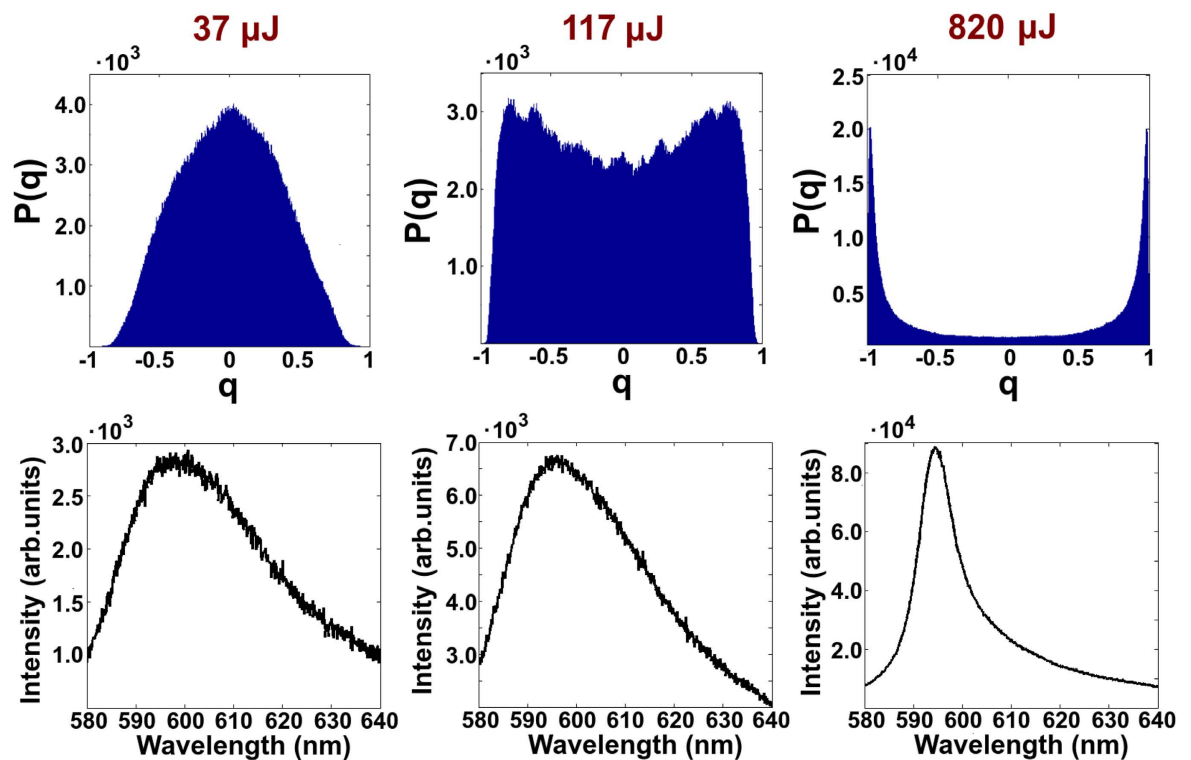 37 µJ
117 µJ
820 µJ
·10³
·10³
·10⁴
4.0
3.0
2.0
1.0
P(q)
-1 -0.5 0 0.5 1
q
3.0
2.0
1.0
P(q)
-1 -0.5 0 0.5 1
q
2.5
2.0
1.5
1.0
0.5
P(q)
-1 -0.5 0 0.5 1
q
·10³
3.0
2.5
2.0
1.5
1.0
Intensity (arb.units)
580 590 600 610 620 630 640
Wavelength (nm)
·10³
7.0
6.0
5.0
4.0
3.0
Intensity (arb.units)
580 590 600 610 620 630 640
Wavelength (nm)
·10⁴
8.0
6.0
4.0
2.0
Intensity (arb.units)
580 590 600 610 620 630 640
Wavelength (nm)